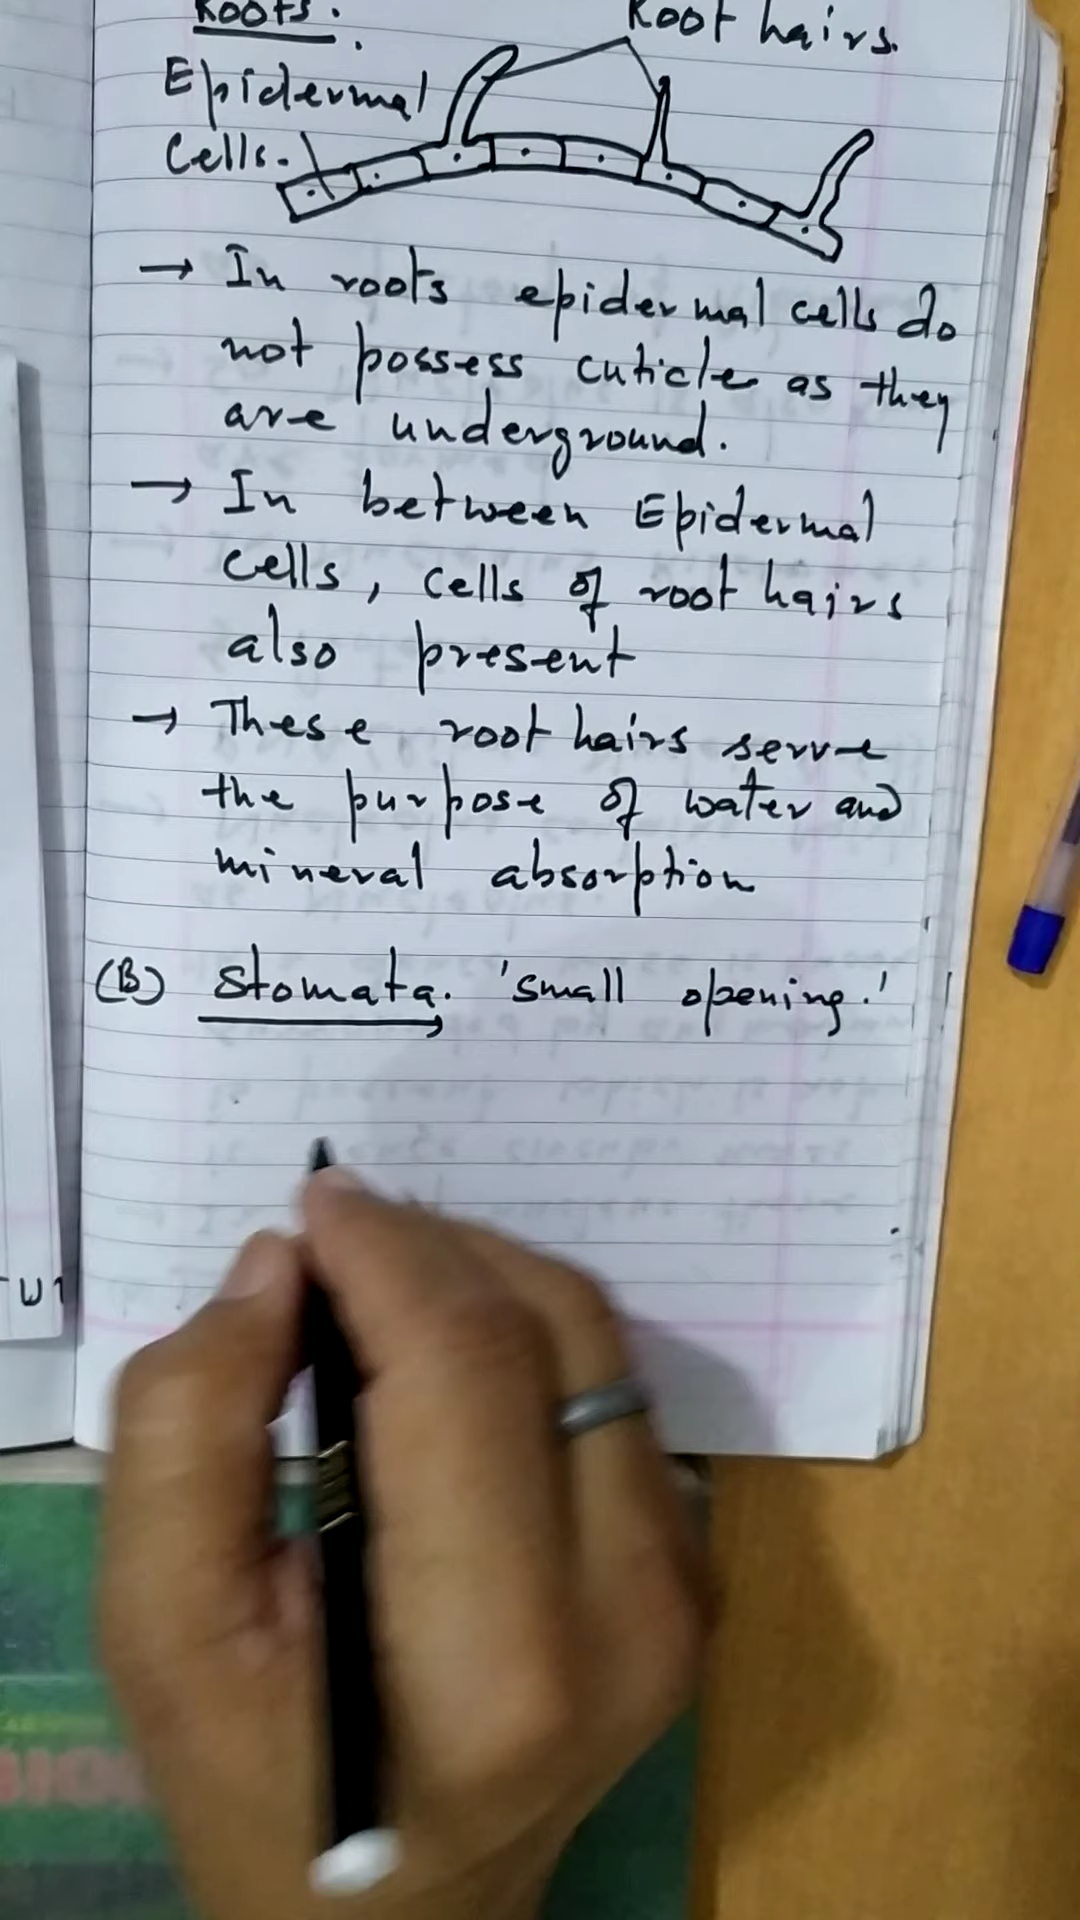 Roots.
Root hairs.
Epidermal
Cells.
→ In roots epidermal cells do
not possess cuticle as they
are underground.
→ In between Epidermal
cells, cells of root hairs
also present
→ These root hairs serve
the purpose of water and
mineral absorption
(B) Stomata. 'small opening.'